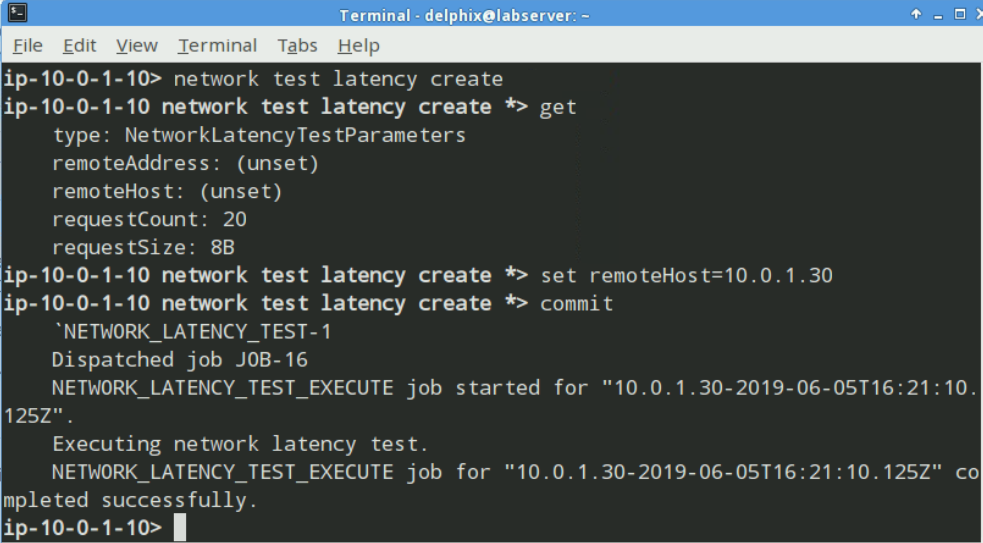 Terminal - delphix@labserver: ~
File Edit View Terminal Tabs Help
ip-10-0-1-10> network test latency create
ip-10-0-1-10 network test latency create *> get
    type: NetworkLatencyTestParameters
    remoteAddress: (unset)
    remoteHost: (unset)
    requestCount: 20
    requestSize: 8B
ip-10-0-1-10 network test latency create *> set remoteHost=10.0.1.30
ip-10-0-1-10 network test latency create *> commit
    `NETWORK_LATENCY_TEST-1
    Dispatched job JOB-16
    NETWORK_LATENCY_TEST_EXECUTE job started for "10.0.1.30-2019-06-05T16:21:10.
125Z".
    Executing network latency test.
    NETWORK_LATENCY_TEST_EXECUTE job for "10.0.1.30-2019-06-05T16:21:10.125Z" co
mpleted successfully.
ip-10-0-1-10>